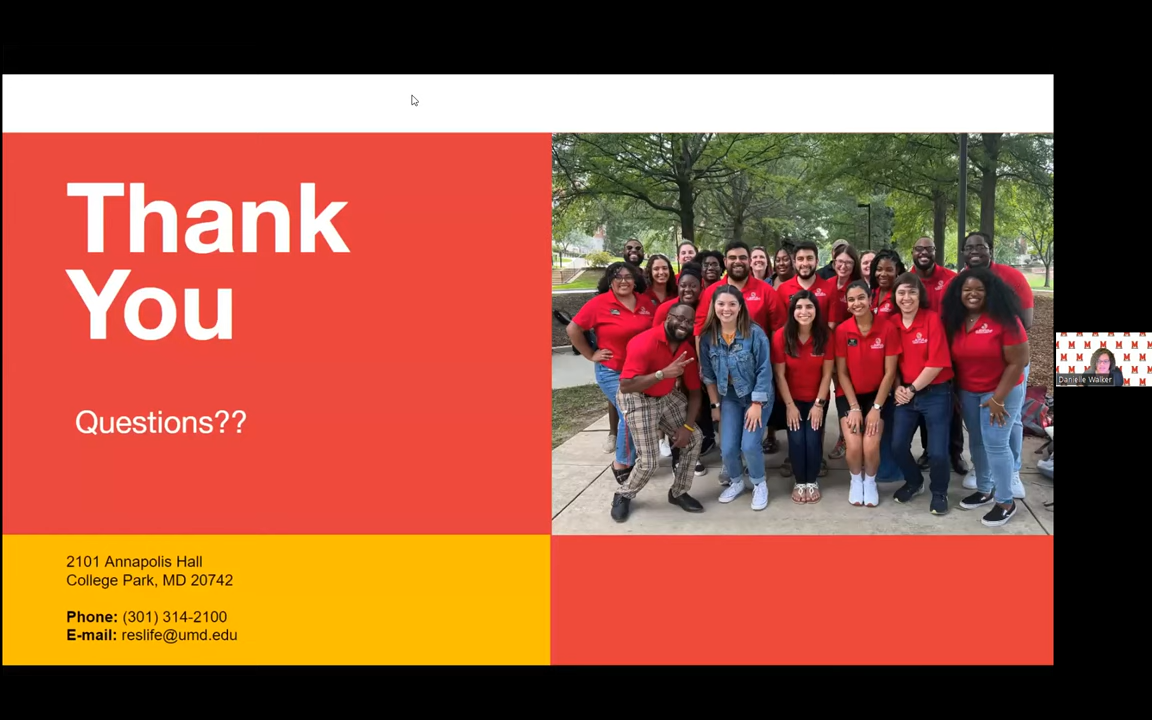 Thank
You
Questions??
2101 Annapolis Hall
College Park, MD 20742
Phone: (301) 314-2100
E-mail: reslife@umd.edu
M M M M M M
Danielle Walker